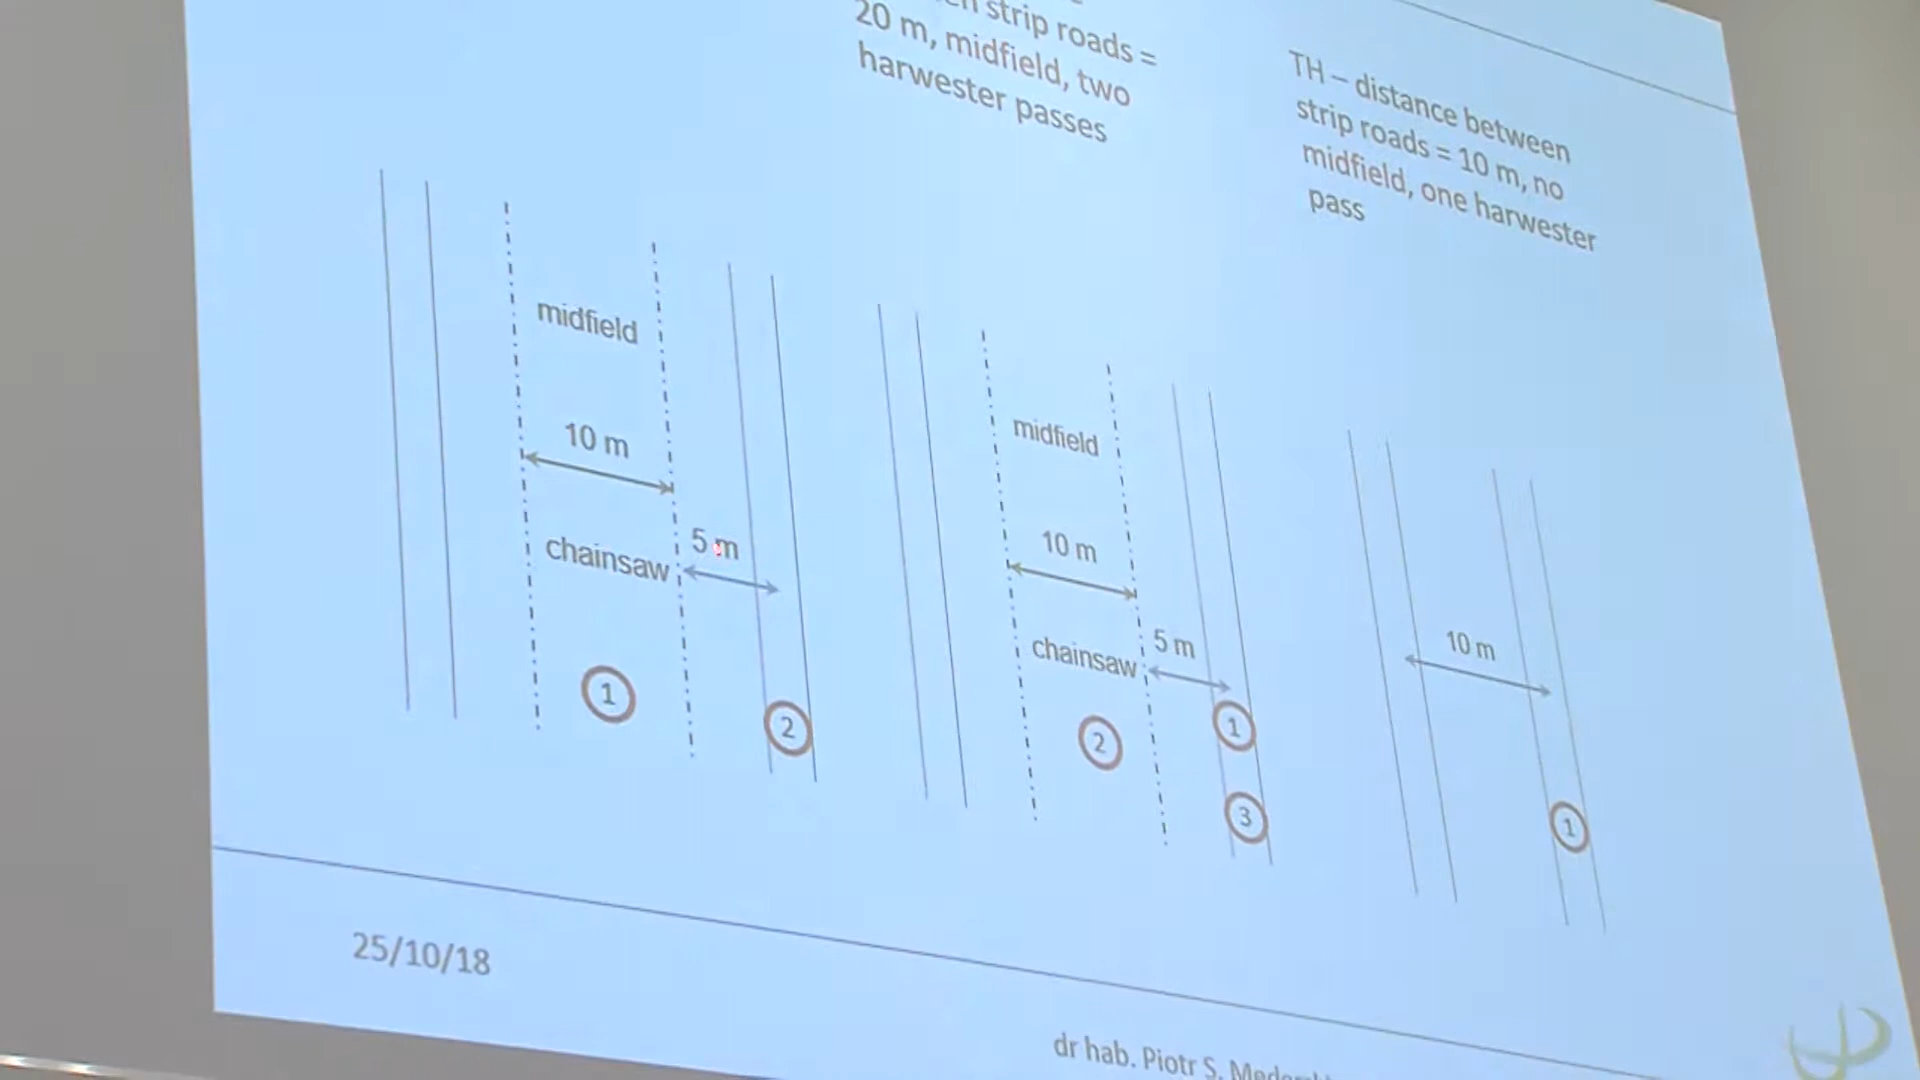 strip roads =
20 m, midfield, two
harwester passes
TH – distance between
strip roads = 10 m, no
midfield, one harwester
pass
midfield
10 m
chainsaw
5 m
1
2
midfield
10 m
chainsaw
5 m
2
1
3
10 m
1
25/10/18
dr hab. Piotr S.